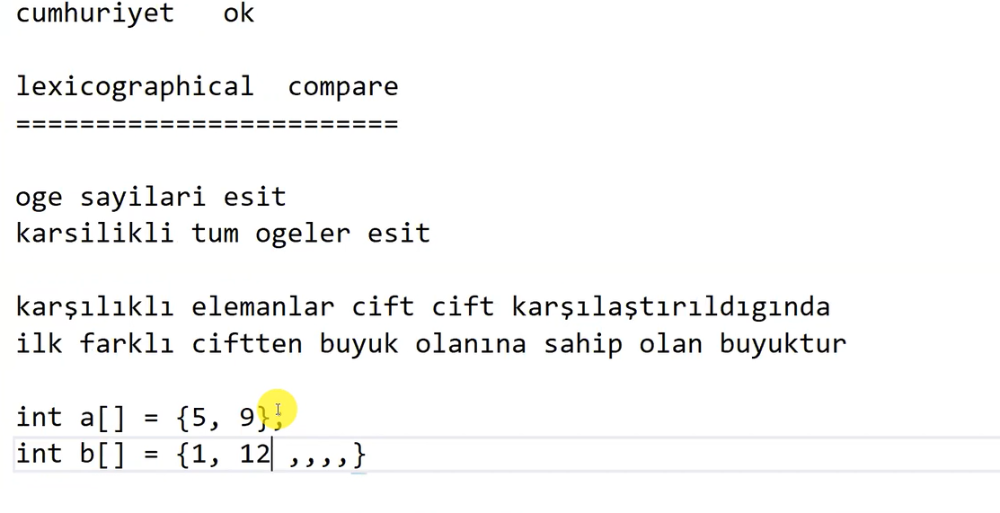 cumhuriyet   ok
lexicographical  compare
========================
oge sayilari esit
karsilikli tum ogeler esit
karşılıklı elemanlar cift cift karşılaştırıldıgında
ilk farklı ciftten buyuk olanına sahip olan buyuktur
int a[] = {5, 9};
int b[] = {1, 12 ,,,,}